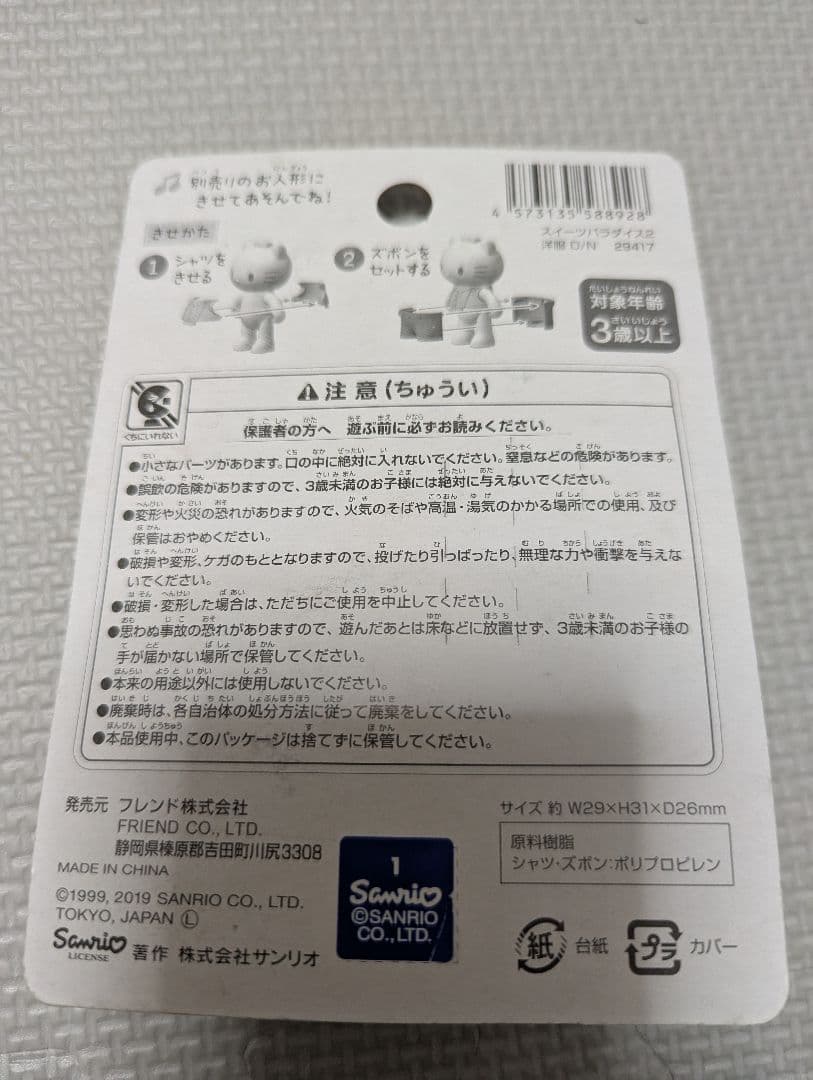 別売りのお人形に
きせてあそんでね!
4 573135 588928
スイーツパラダイス2
洋服 D/N 29417
きせかた
1 シャツを
きせる
2 ズボンを
セットする
たいしょうねんれい
対象年齢
さいいじょう
3歳以上
くちにいれない
注意(ちゅうい)
保護者の方へ 遊ぶ前に必ずお読みください。
●小さなパーツがあります。口の中に絶対に入れないでください。窒息などの危険があります。
●誤飲の危険がありますので、3歳未満のお子様には絶対に与えないでください。
●変形や火災の恐れがありますので、火気のそばや高温・湯気のかかる場所での使用、及び
保管はおやめください。
●破損や変形、ケガのもととなりますので、投げたり引っぱったり、無理な力や衝撃を与えな
いでください。
●破損・変形した場合は、ただちにご使用を中止してください。
●思わぬ事故の恐れがありますので、遊んだあとは床などに放置せず、3歳未満のお子様の
手が届かない場所で保管してください。
●本来の用途以外には使用しないでください。
●廃棄時は、各自治体の処分方法に従って廃棄をしてください。
●本品使用中、このパッケージは捨てずに保管してください。
発売元 フレンド株式会社
FRIEND CO., LTD.
静岡県榛原郡吉田町川尻3308
MADE IN CHINA
©1999, 2019 SANRIO CO., LTD.
TOKYO, JAPAN Ⓛ
Sanrio
LICENSE
著作 株式会社サンリオ
1
Sanrio
©SANRIO
CO., LTD.
サイズ 約 W29×H31×D26mm
原料樹脂
シャツ・ズボン:ポリプロピレン
紙 台紙
プラ カバー